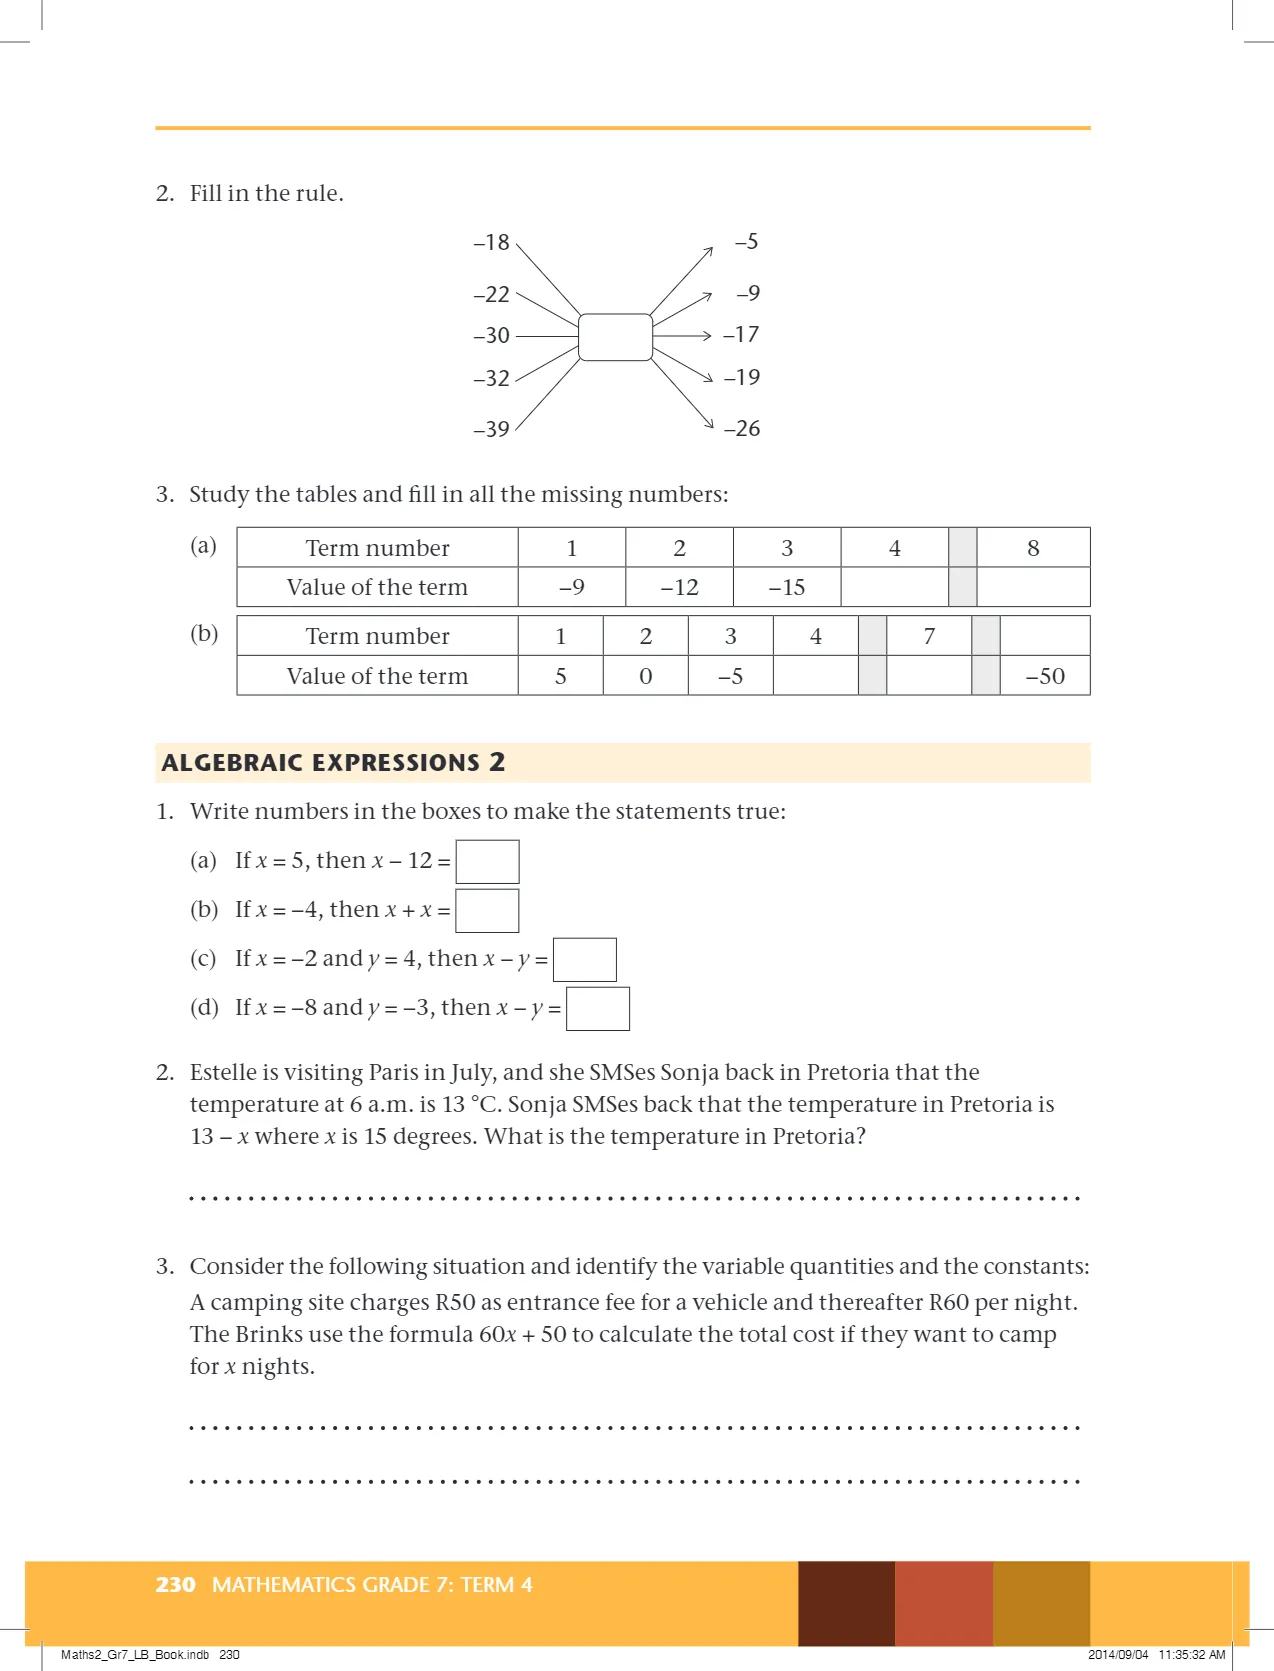 2. Fill in the rule.
–18 –5
–22 –9
–30 –17
–32 –19
–39 –26
3. Study the tables and fill in all the missing numbers:
(a) Term number 1 2 3 4 8
Value of the term –9 –12 –15
(b) Term number 1 2 3 4 7
Value of the term 5 0 –5 –50
ALGEBRAIC EXPRESSIONS 2
1. Write numbers in the boxes to make the statements true:
(a) If x = 5, then x – 12 =
(b) If x = –4, then x + x =
(c) If x = –2 and y = 4, then x – y =
(d) If x = –8 and y = –3, then x – y =
2. Estelle is visiting Paris in July, and she SMSes Sonja back in Pretoria that the
temperature at 6 a.m. is 13 °C. Sonja SMSes back that the temperature in Pretoria is
13 – x where x is 15 degrees. What is the temperature in Pretoria?
3. Consider the following situation and identify the variable quantities and the constants:
A camping site charges R50 as entrance fee for a vehicle and thereafter R60 per night.
The Brinks use the formula 60x + 50 to calculate the total cost if they want to camp
for x nights.
230 MATHEMATICS GRADE 7: TERM 4
Maths2_Gr7_LB_Book.indb 230 2014/09/04 11:35:32 AM